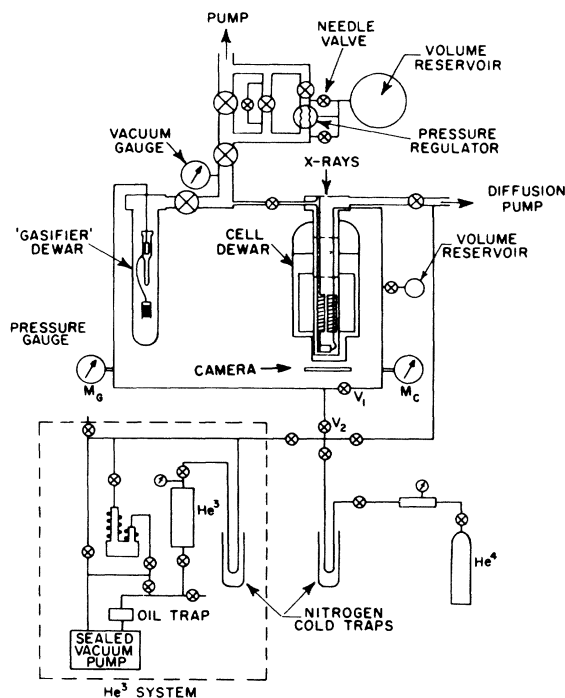 PUMP
NEEDLE
VALVE
VOLUME
RESERVOIR
VACUUM
GAUGE
PRESSURE
REGULATOR
X-RAYS
DIFFUSION
PUMP
'GASIFIER'
DEWAR
CELL
DEWAR
VOLUME
RESERVOIR
PRESSURE
GAUGE
CAMERA
M_G
M_C
V_1
V_2
He³
He⁴
OIL TRAP
NITROGEN
COLD TRAPS
SEALED
VACUUM
PUMP
He³ SYSTEM